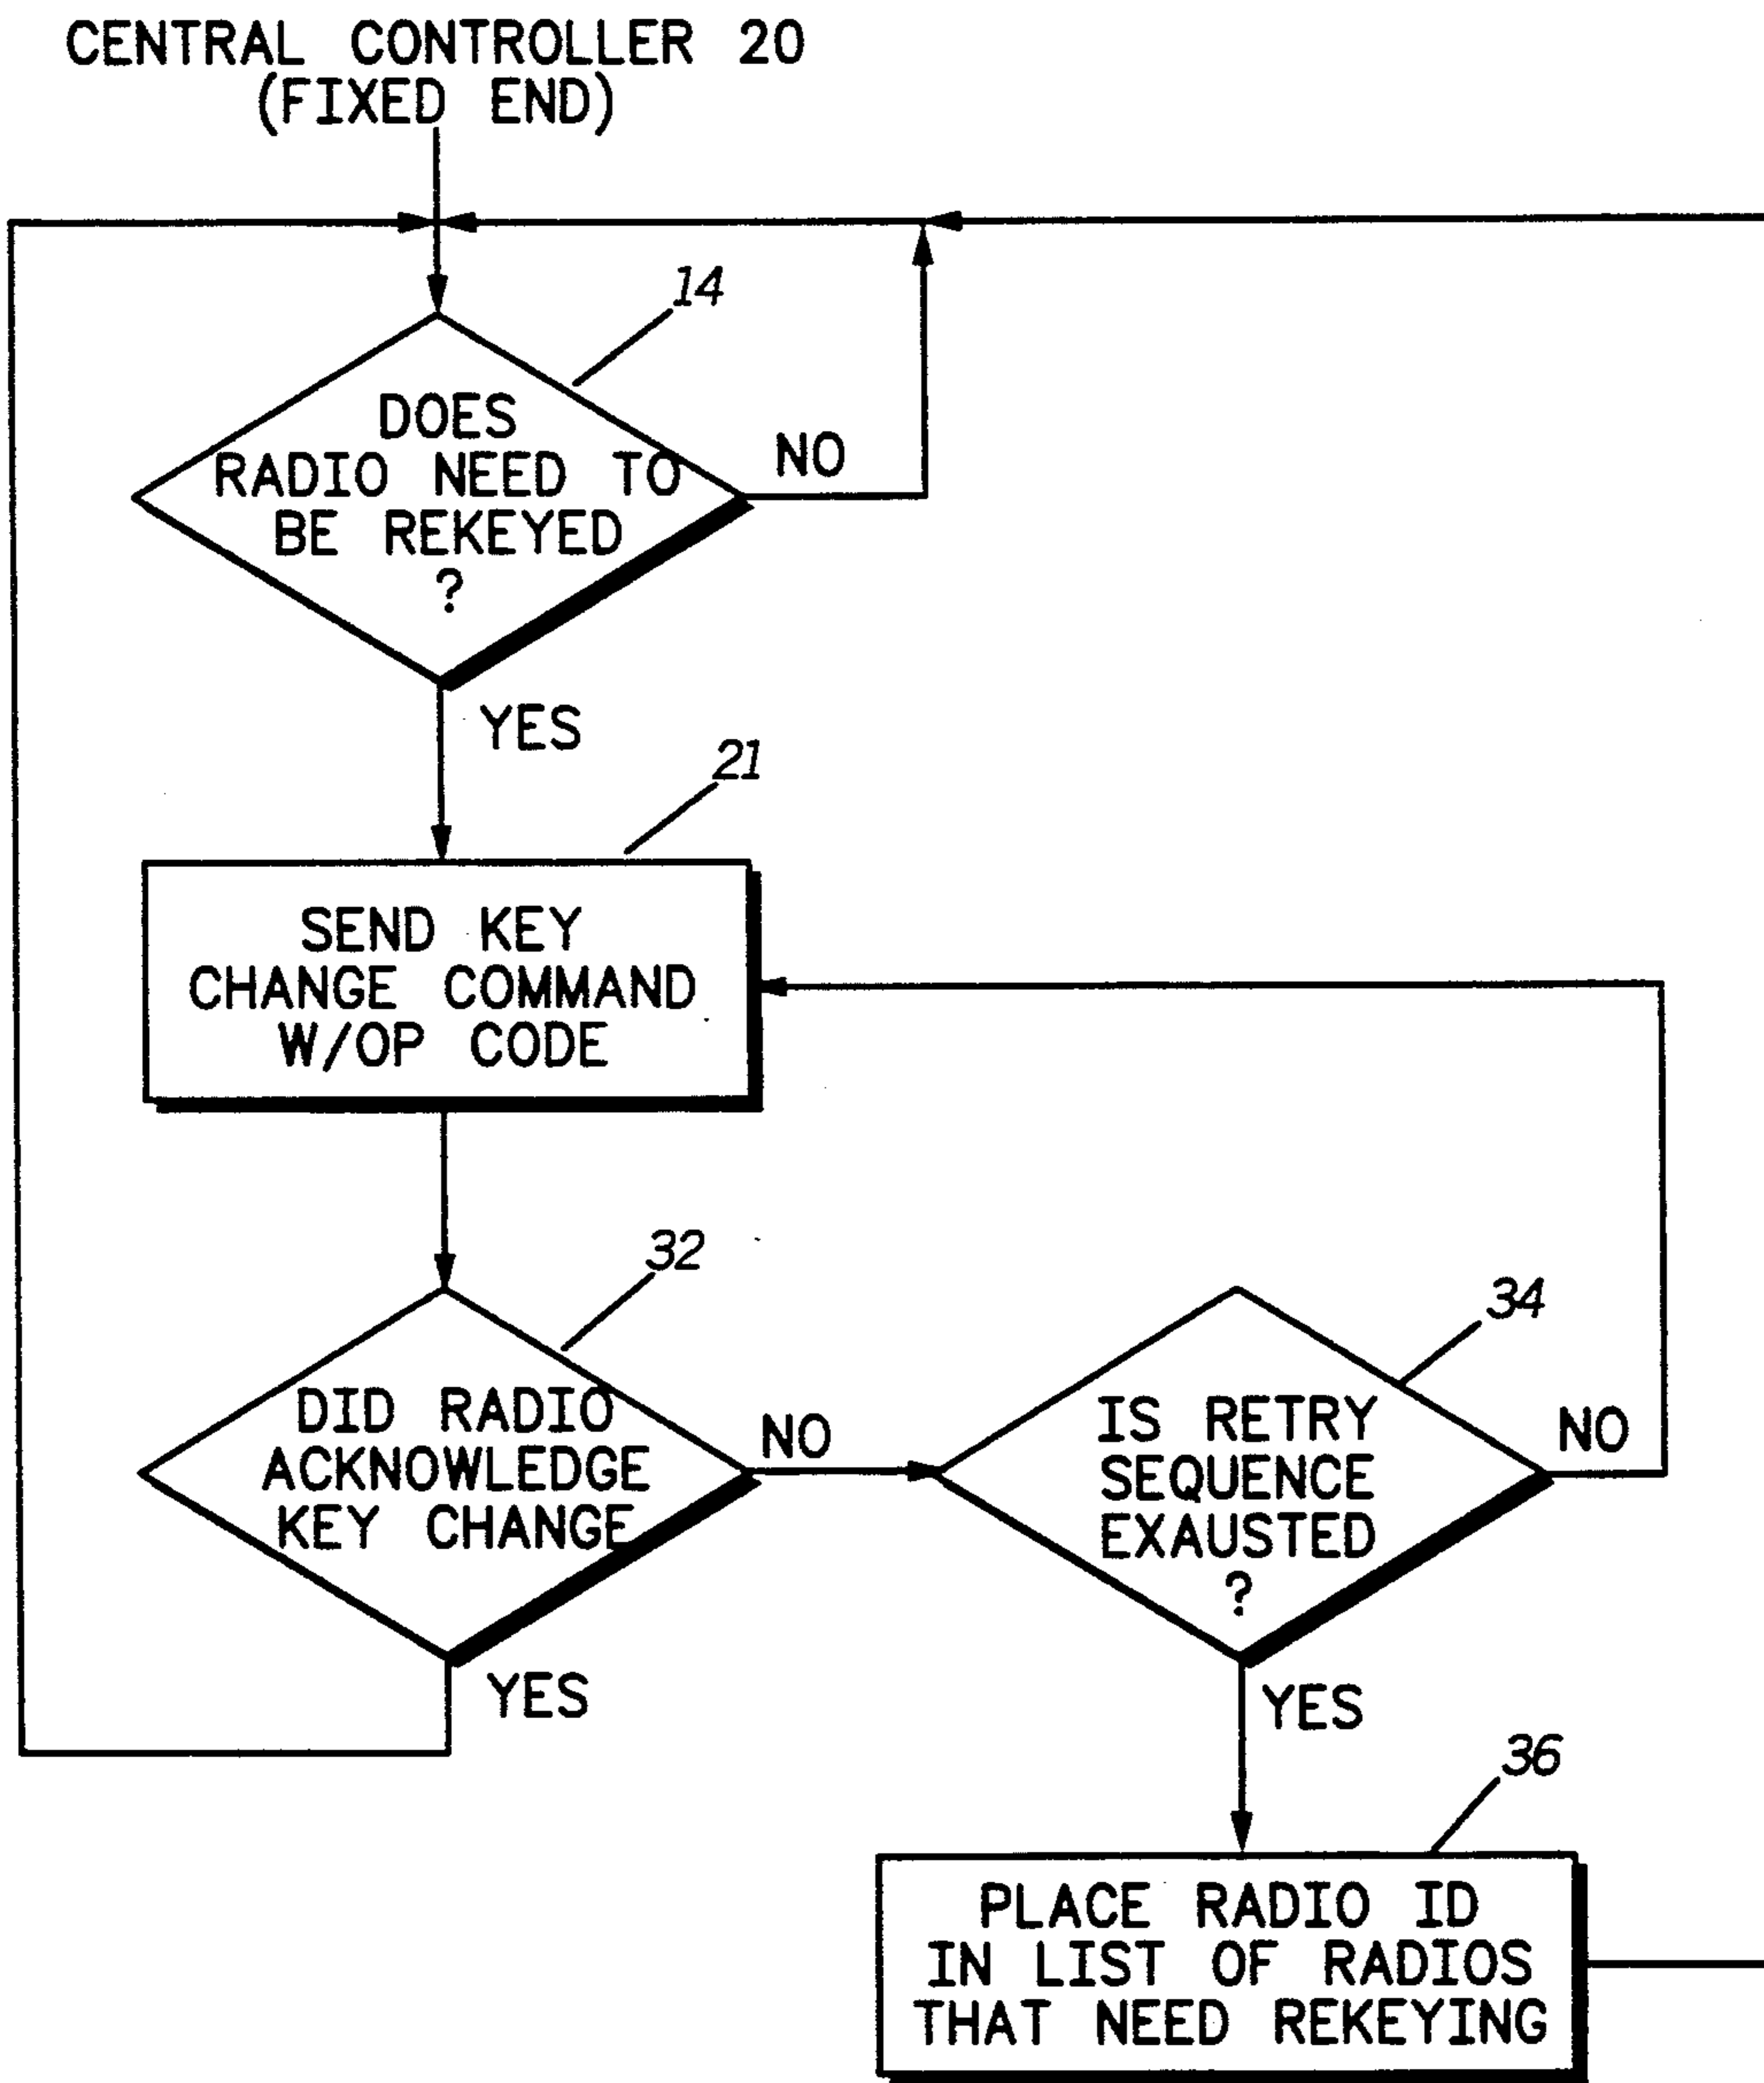 CENTRAL CONTROLLER 20
(FIXED END)
14
DOES
RADIO NEED TO
BE REKEYED
?
NO
YES
21
SEND KEY
CHANGE COMMAND
W/OP CODE
32
DID RADIO
ACKNOWLEDGE
KEY CHANGE
NO
YES
34
IS RETRY
SEQUENCE
EXAUSTED
?
NO
YES
36
PLACE RADIO ID
IN LIST OF RADIOS
THAT NEED REKEYING